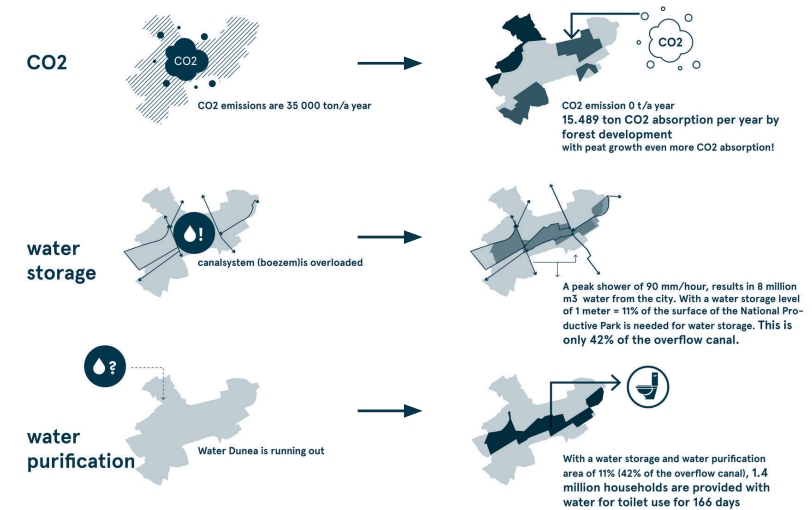 CO2
CO2
CO2 emissions are 35 000 ton/a year
CO2
CO2 emission 0 t/a year
15.489 ton CO2 absorption per year by
forest development
with peat growth even more CO2 absorption!
water
storage
!
canalsystem (boezem)is overloaded
A peak shower of 90 mm/hour, results in 8 million
m3 water from the city. With a water storage level
of 1 meter = 11% of the surface of the National Pro-
ductive Park is needed for water storage. This is
only 42% of the overflow canal.
?
water
purification
Water Dunea is running out
With a water storage and water purification
area of 11% (42% of the overflow canal), 1.4
million households are provided with
water for toilet use for 166 days